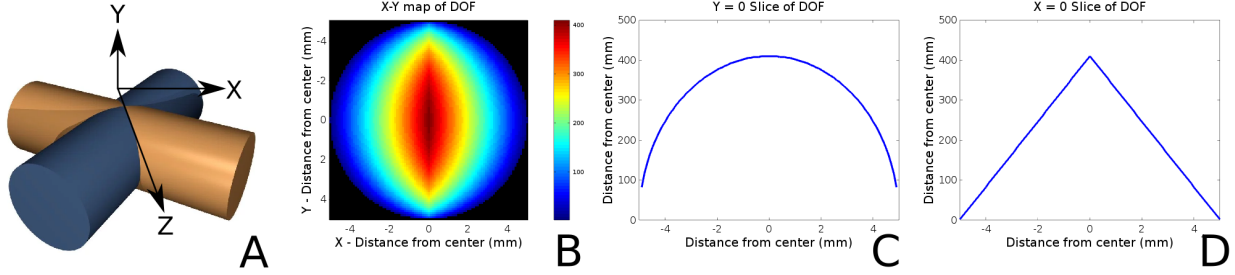 Y
X
Z
A
X-Y map of DOF
-4
-2
0
2
4
Y - Distance from center (mm)
-4 -2 0 2 4
X - Distance from center (mm)
400
300
200
100
B
Y = 0 Slice of DOF
500
400
300
200
100
0
Distance from center (mm)
-4 -2 0 2 4
Distance from center (mm)
C
X = 0 Slice of DOF
500
400
300
200
100
0
Distance from center (mm)
-4 -2 0 2 4
Distance from center (mm)
D